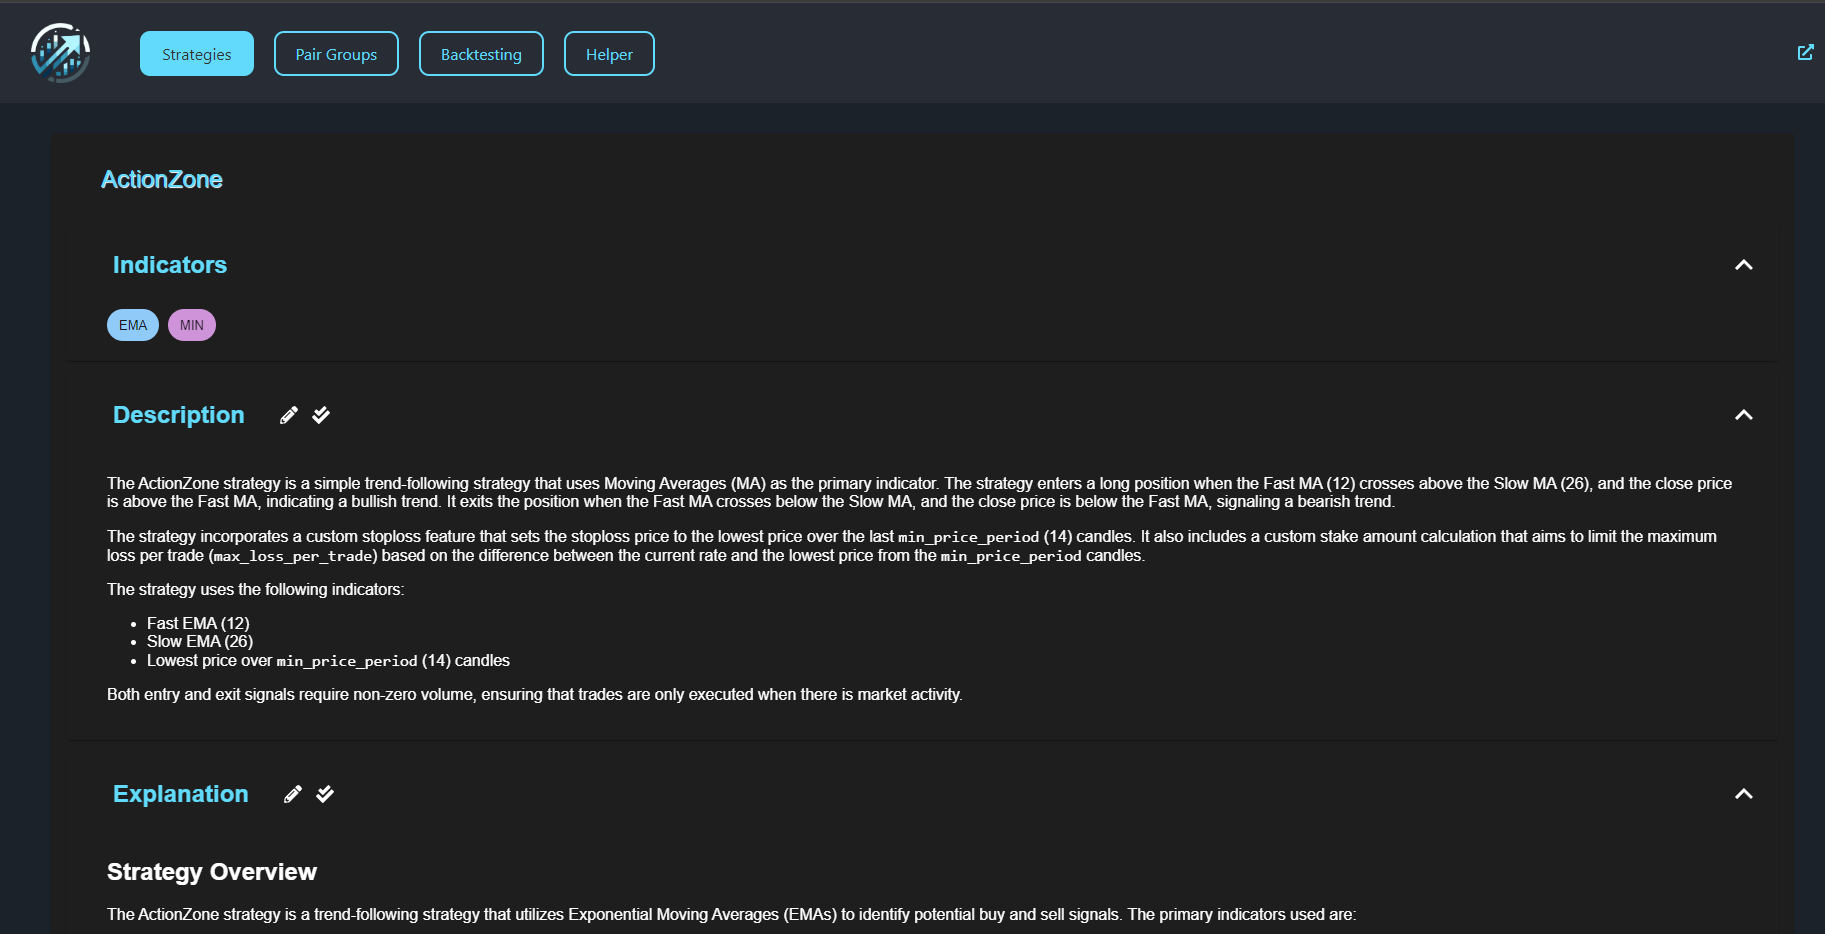 Strategies
Pair Groups
Backtesting
Helper
ActionZone
Indicators
EMA
MIN
Description
The ActionZone strategy is a simple trend-following strategy that uses Moving Averages (MA) as the primary indicator. The strategy enters a long position when the Fast MA (12) crosses above the Slow MA (26), and the close price
is above the Fast MA, indicating a bullish trend. It exits the position when the Fast MA crosses below the Slow MA, and the close price is below the Fast MA, signaling a bearish trend.
The strategy incorporates a custom stoploss feature that sets the stoploss price to the lowest price over the last min_price_period (14) candles. It also includes a custom stake amount calculation that aims to limit the maximum
loss per trade (max_loss_per_trade) based on the difference between the current rate and the lowest price from the min_price_period candles.
The strategy uses the following indicators:
• Fast EMA (12)
• Slow EMA (26)
• Lowest price over min_price_period (14) candles
Both entry and exit signals require non-zero volume, ensuring that trades are only executed when there is market activity.
Explanation
Strategy Overview
The ActionZone strategy is a trend-following strategy that utilizes Exponential Moving Averages (EMAs) to identify potential buy and sell signals. The primary indicators used are: